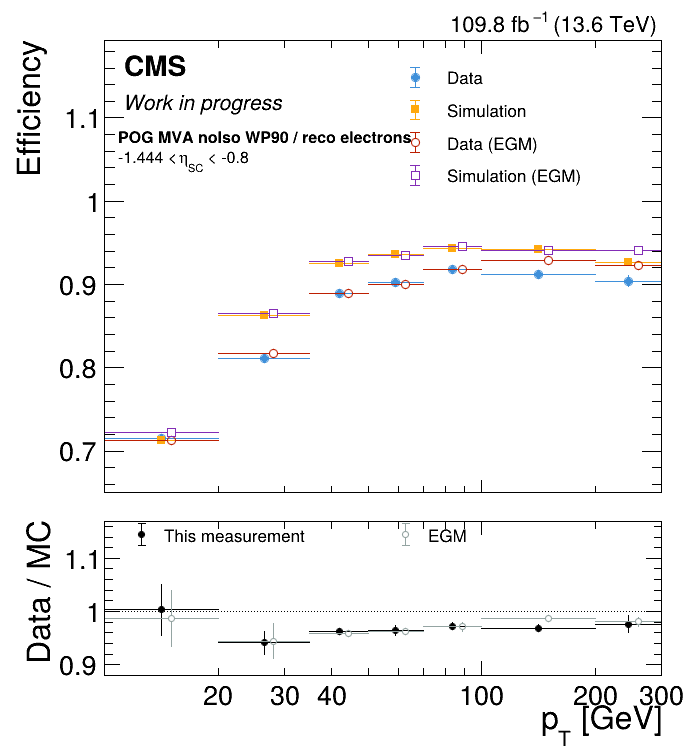 109.8 fb⁻¹ (13.6 TeV)
Efficiency
CMS
Work in progress
POG MVA noIso WP90 / reco electrons
-1.444 < η_SC < -0.8
Data
Simulation
Data (EGM)
Simulation (EGM)
1.1
1
0.9
0.8
0.7
Data / MC
This measurement
EGM
1.1
1
0.9
20 30 40 100 200 300
p_T [GeV]